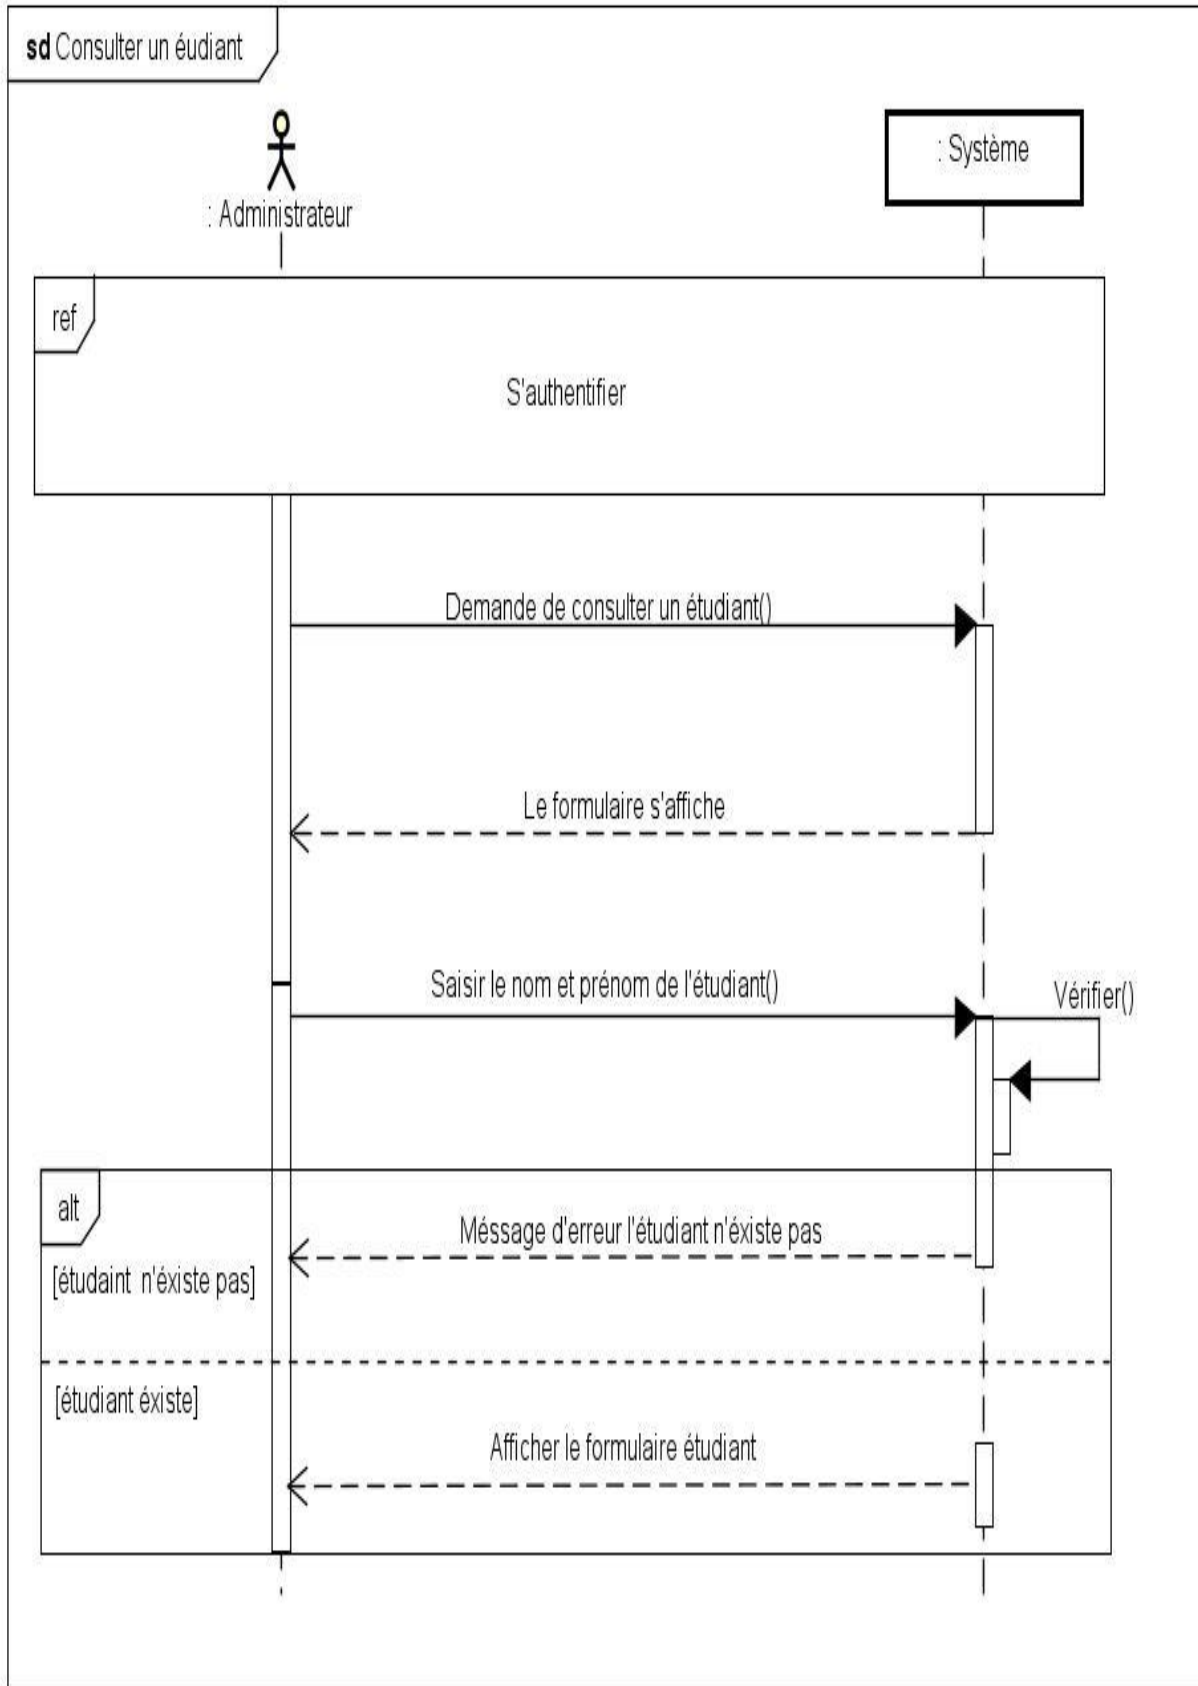 sd Consulter un éudiant
: Système
: Administrateur
ref
S'authentifier
Demande de consulter un étudiant()
Le formulaire s'affiche
Saisir le nom et prénom de l'étudiant()
Vérifier()
alt
Méssage d'erreur l'étudiant n'éxiste pas
[étudaint n'éxiste pas]
[étudiant éxiste]
Afficher le formulaire étudiant